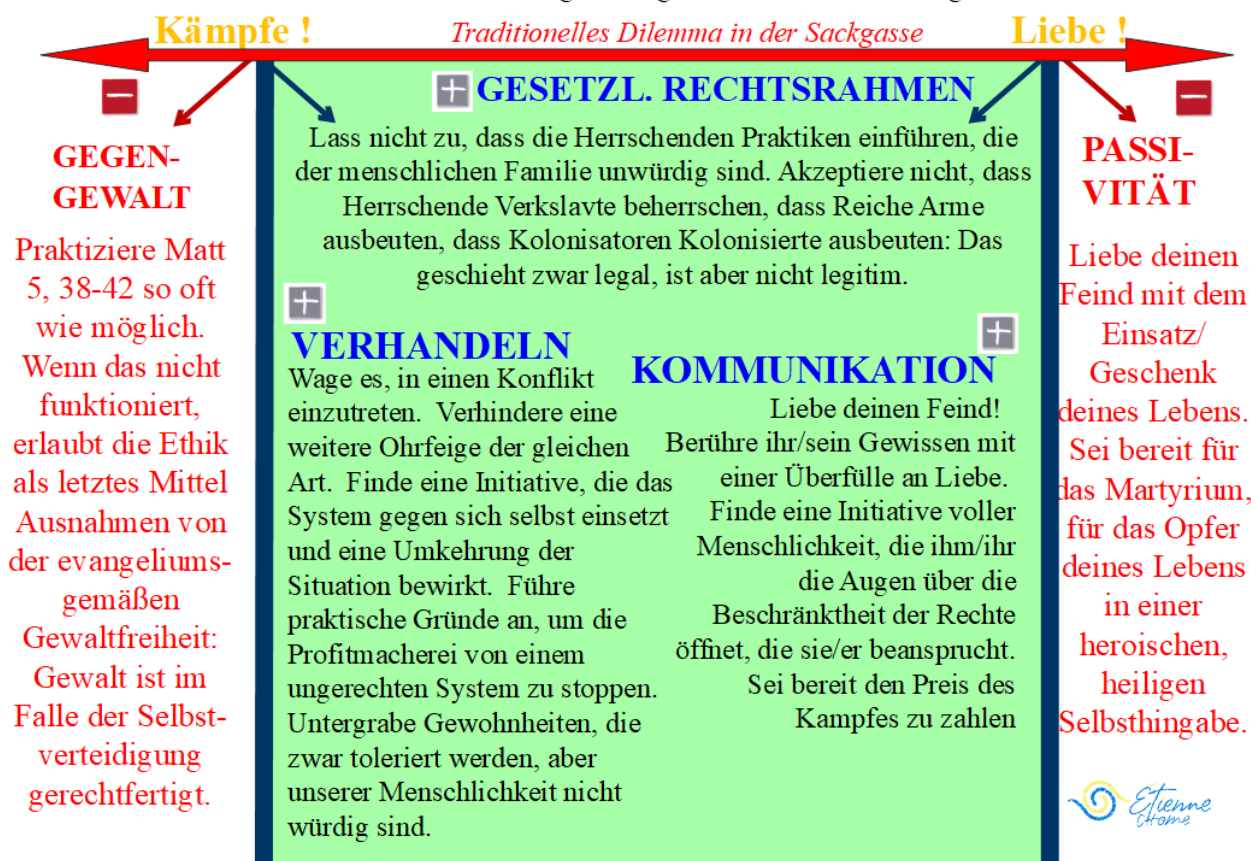 Kämpfe !
Traditionelles Dilemma in der Sackgasse
Liebe !
GESETZL. RECHTSRAHMEN
Lass nicht zu, dass die Herrschenden Praktiken einführen, die
der menschlichen Familie unwürdig sind. Akzeptiere nicht, dass
Herrschende Verkslavte beherrschen, dass Reiche Arme
ausbeuten, dass Kolonisatoren Kolonisierte ausbeuten: Das
geschieht zwar legal, ist aber nicht legitim.
GEGEN-
GEWALT
Praktiziere Matt
5, 38-42 so oft
wie möglich.
Wenn das nicht
funktioniert,
erlaubt die Ethik
als letztes Mittel
Ausnahmen von
der evangeliums-
gemäßen
Gewaltfreiheit:
Gewalt ist im
Falle der Selbst-
verteidigung
gerechtfertigt.
VERHANDELN
Wage es, in einen Konflikt
einzutreten.  Verhindere eine
weitere Ohrfeige der gleichen
Art.  Finde eine Initiative, die das
System gegen sich selbst einsetzt
und eine Umkehrung der
Situation bewirkt.  Führe
praktische Gründe an, um die
Profitmacherei von einem
ungerechten System zu stoppen.
Untergrabe Gewohnheiten, die
zwar toleriert werden, aber
unserer Menschlichkeit nicht
würdig sind.
KOMMUNIKATION
Liebe deinen Feind!
Berühre ihr/sein Gewissen mit
einer Überfülle an Liebe.
Finde eine Initiative voller
Menschlichkeit, die ihm/ihr
die Augen über die
Beschränktheit der Rechte
öffnet, die sie/er beansprucht.
Sei bereit den Preis des
Kampfes zu zahlen
PASSI-
VITÄT
Liebe deinen
Feind mit dem
Einsatz/
Geschenk
deines Lebens.
Sei bereit für
das Martyrium,
für das Opfer
deines Lebens
in einer
heroischen,
heiligen
Selbsthingabe.
Etienne